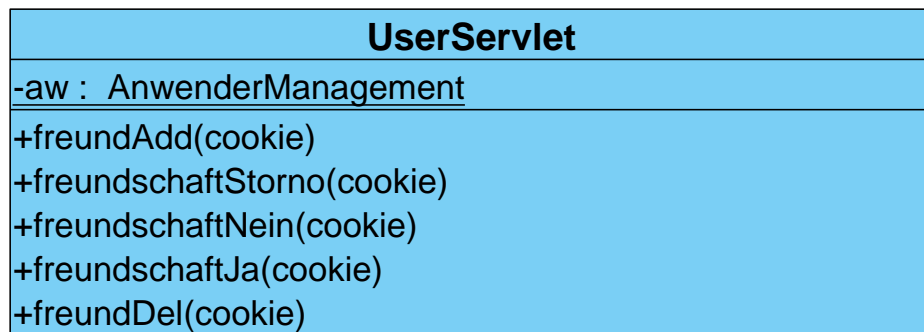 UserServlet
-aw : AnwenderManagement
+freundAdd(cookie)
+freundschaftStorno(cookie)
+freundschaftNein(cookie)
+freundschaftJa(cookie)
+freundDel(cookie)